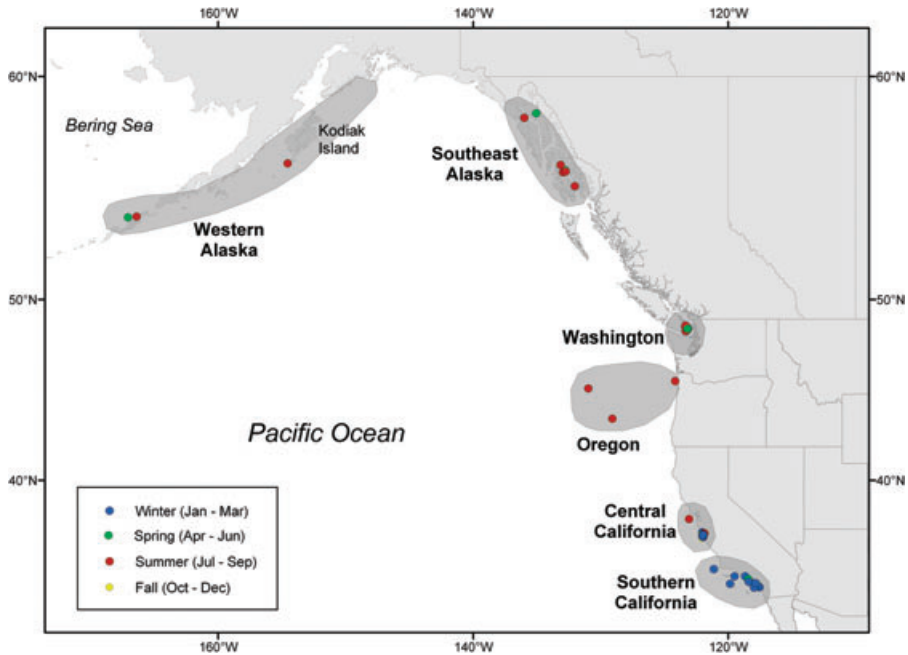 160°W 140°W 120°W
60°N 60°N
Bering Sea
Kodiak
Island
Southeast
Alaska
Western
Alaska
50°N 50°N
Washington
Pacific Ocean
Oregon
40°N 40°N
Winter (Jan - Mar)
Spring (Apr - Jun)
Summer (Jul - Sep)
Fall (Oct - Dec)
Central
California
Southern
California
160°W 140°W 120°W